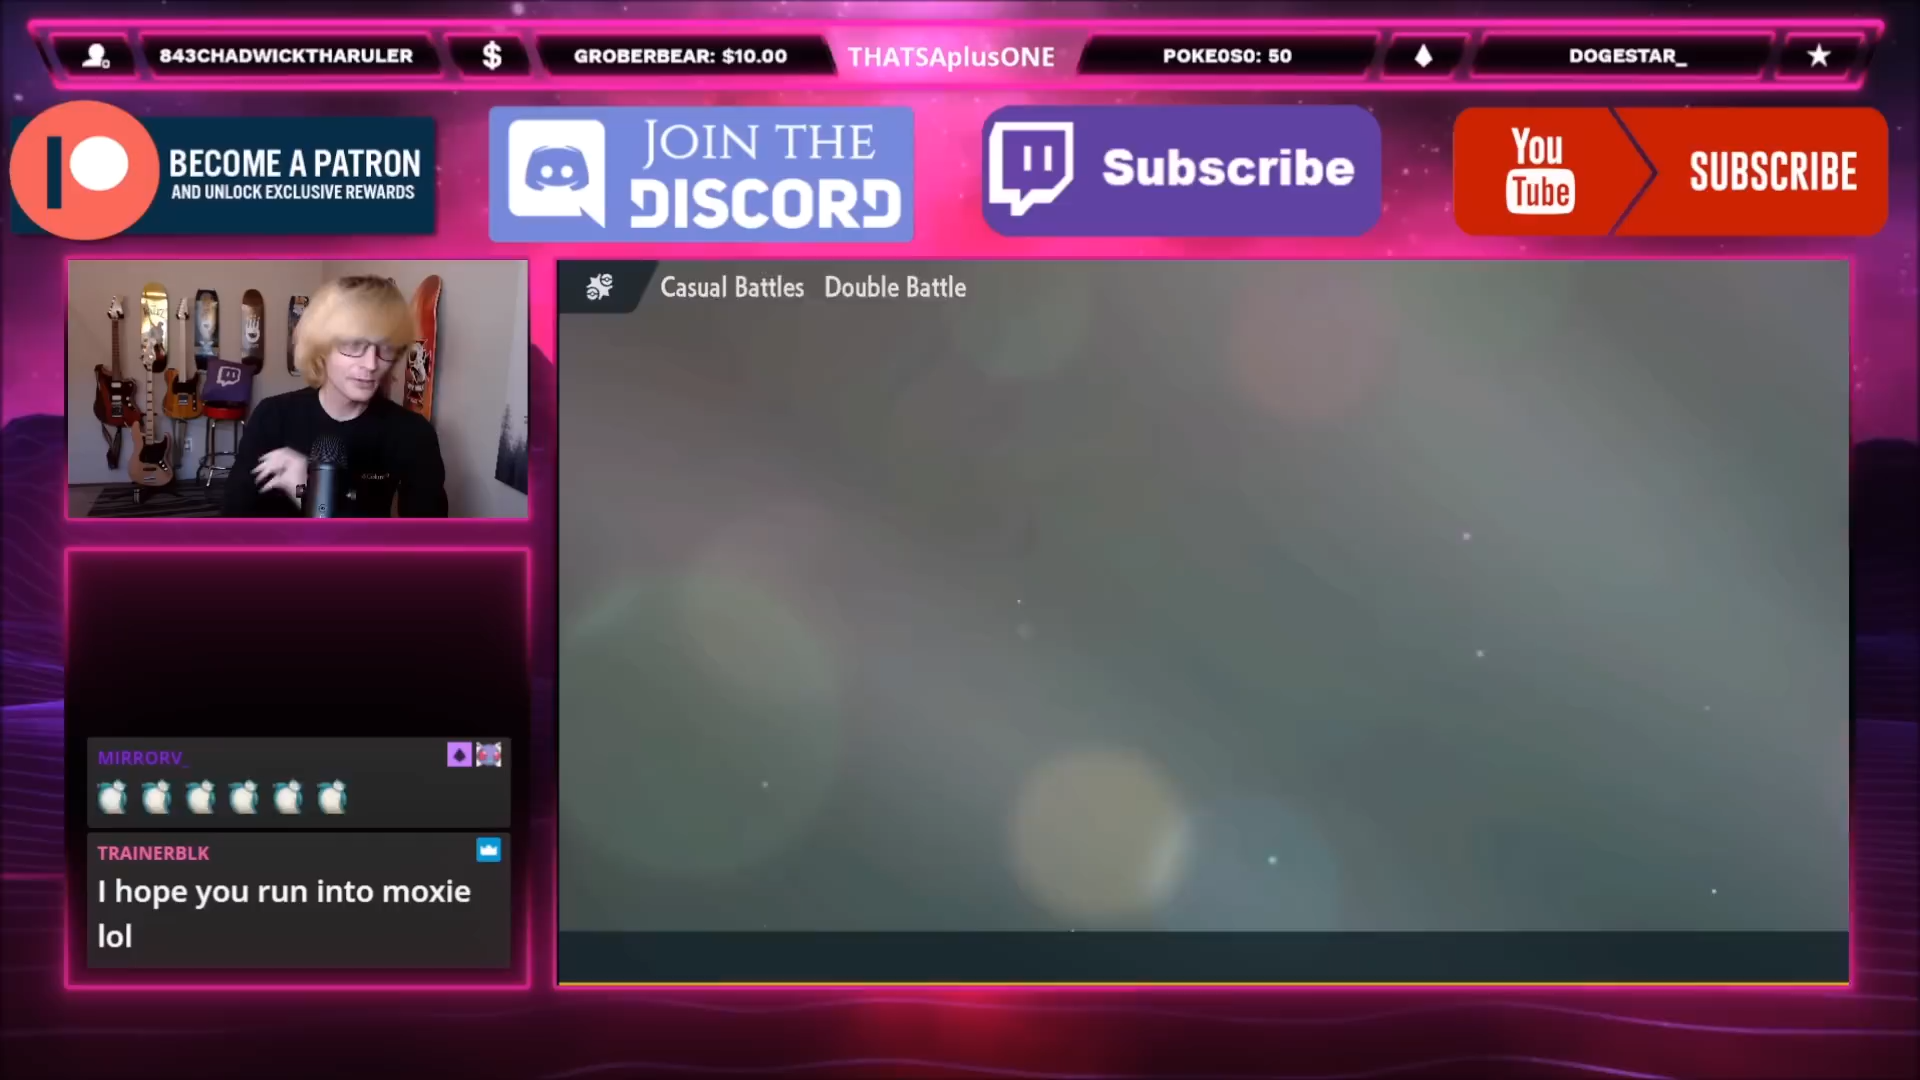 843CHADWICKTHARULER
$
GROBERBEAR: $10.00
THATSAplusONE
POKE0S0: 50
DOGESTAR_
BECOME A PATRON
AND UNLOCK EXCLUSIVE REWARDS
JOIN THE
DISCORD
Subscribe
You
Tube
SUBSCRIBE
Casual Battles Double Battle
MIRRORV_
TRAINERBLK
I hope you run into moxie
lol